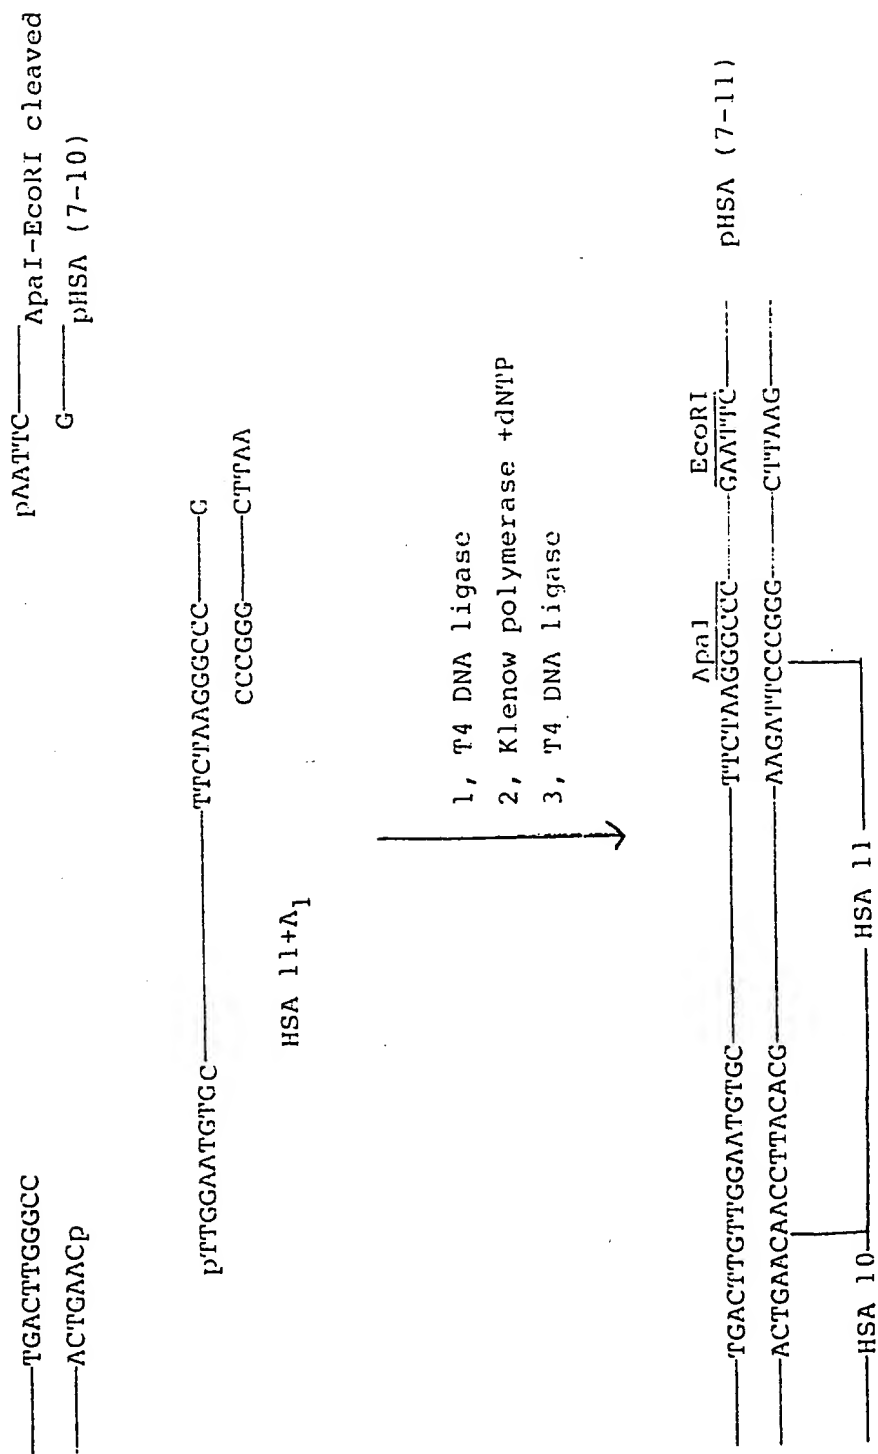 pAATTC——ApaI-EcoRI cleaved
G——pHSA (7-10)
——TGACTTGGGCC
——ACTGAACp
pTTGGAATGTGC——TTCTAAGGGCCC——G
CCCGGG——CTTAA
HSA 11+A1
1, T4 DNA ligase
2, Klenow polymerase +dNTP
3, T4 DNA ligase
ApaI EcoRI
——TGACTTGTTGGAATGTGC——TTCTAAGGGCCC——GAATTC—— pHSA (7-11)
——ACTGAACAACCTTACACG——AAGATTCCCGGG——CTTAAG——
——HSA 10——HSA 11——